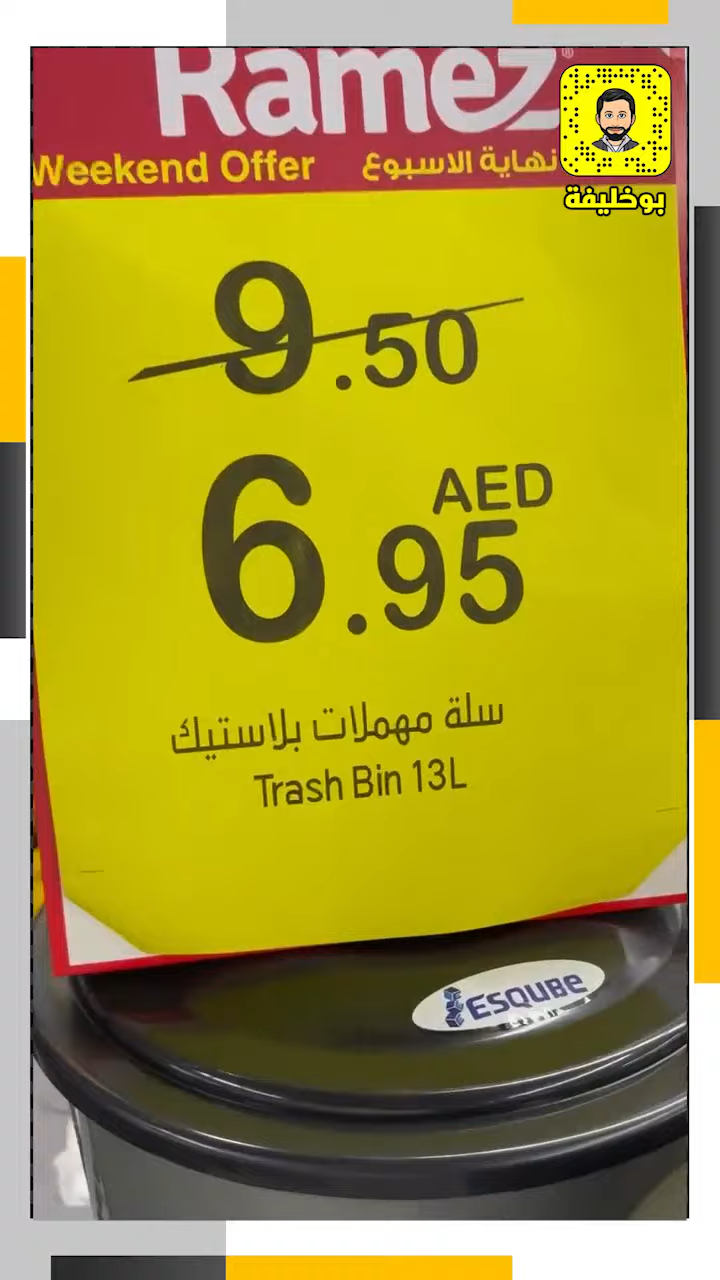 Ramez
Weekend Offer نهاية الاسبوع
بوخليفة
9.50
AED
6.95
سلة مهملات بلاستيك
Trash Bin 13L
ESQUBE